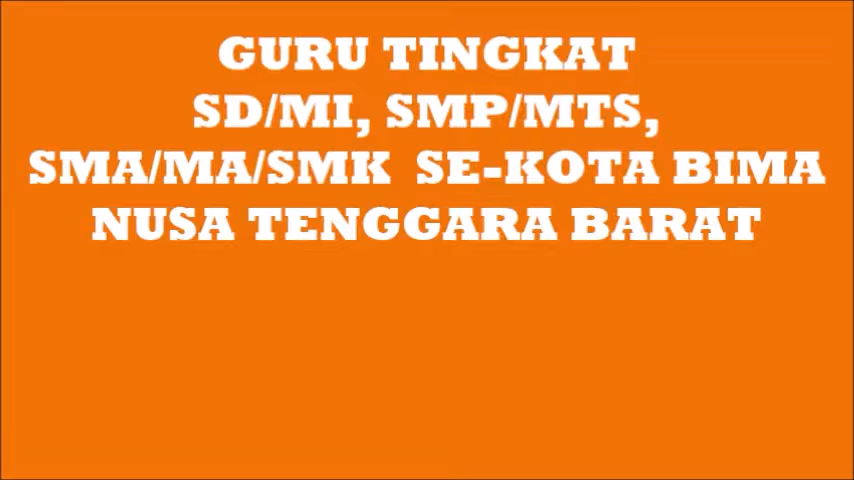 GURU TINGKAT
SD/MI, SMP/MTS,
SMA/MA/SMK SE-KOTA BIMA
NUSA TENGGARA BARAT